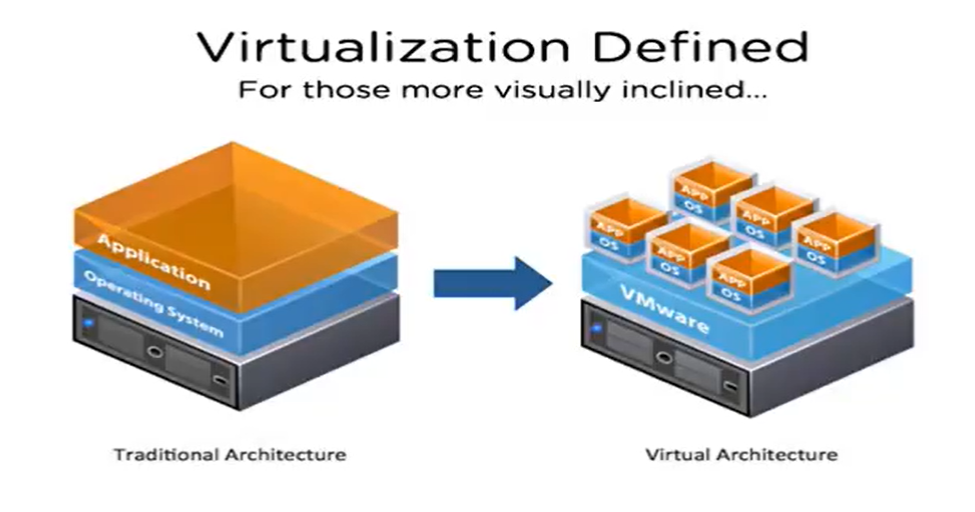 Virtualization Defined
For those more visually inclined...
Application
Operating System
APP
OS
APP
OS
APP
OS
APP
OS
APP
OS
APP
OS
VMware
Traditional Architecture
Virtual Architecture